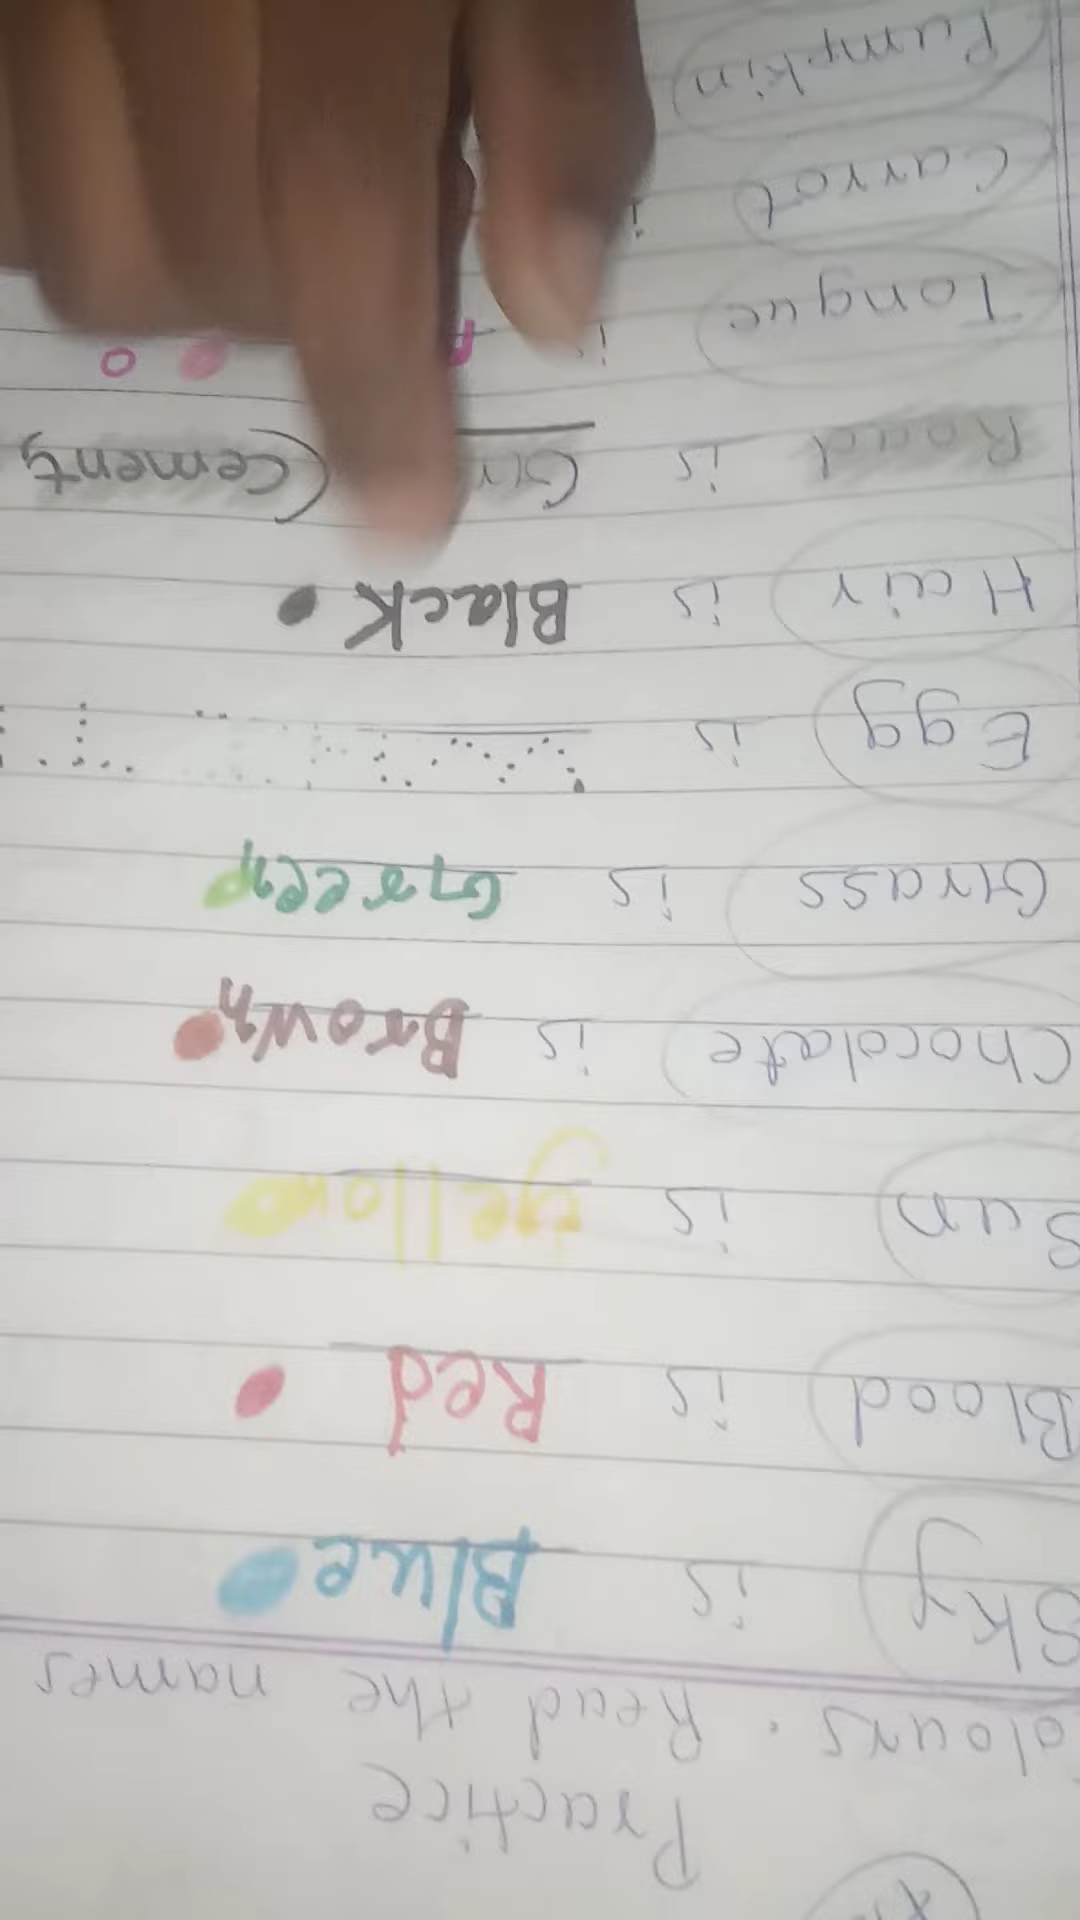 Practice
Colours. Read the names
Sky is Blue
Blood is Red
Sun is yellow
Chocolate is Brown
Grass is Green
Egg is
Hair is Black
Road is (Cement)
Tongue is
Carrot
Pumpkin